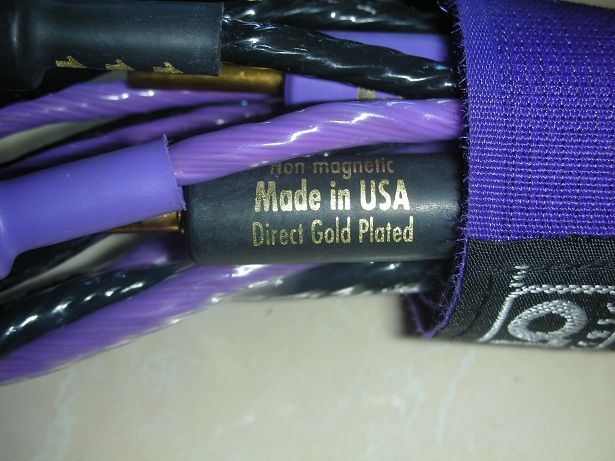 Non-magnetic
Made in USA
Direct Gold Plated